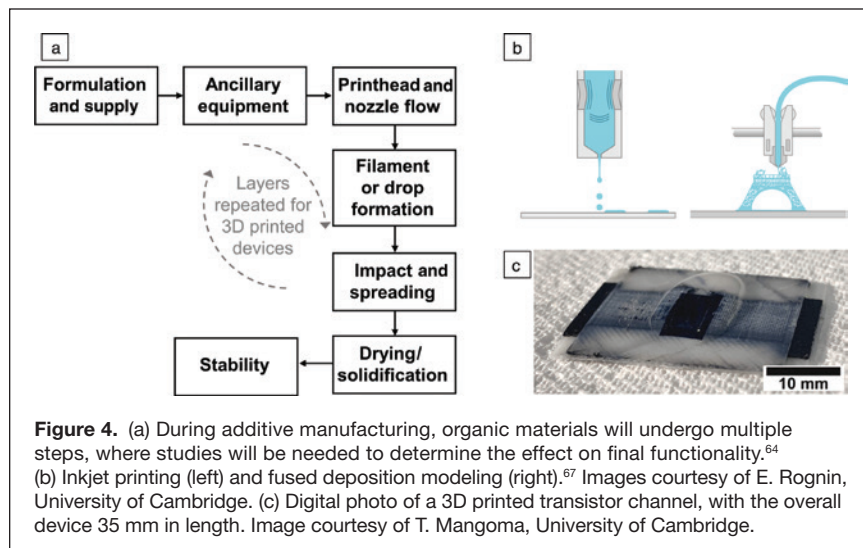 a
Formulation
and supply
Ancillary
equipment
Printhead and
nozzle flow
Filament
or drop
formation
Layers
repeated for
3D printed
devices
Impact and
spreading
Drying/
solidification
Stability
b
c
10 mm
Figure 4. (a) During additive manufacturing, organic materials will undergo multiple
steps, where studies will be needed to determine the effect on final functionality.64
(b) Inkjet printing (left) and fused deposition modeling (right).67 Images courtesy of E. Rognin,
University of Cambridge. (c) Digital photo of a 3D printed transistor channel, with the overall
device 35 mm in length. Image courtesy of T. Mangoma, University of Cambridge.